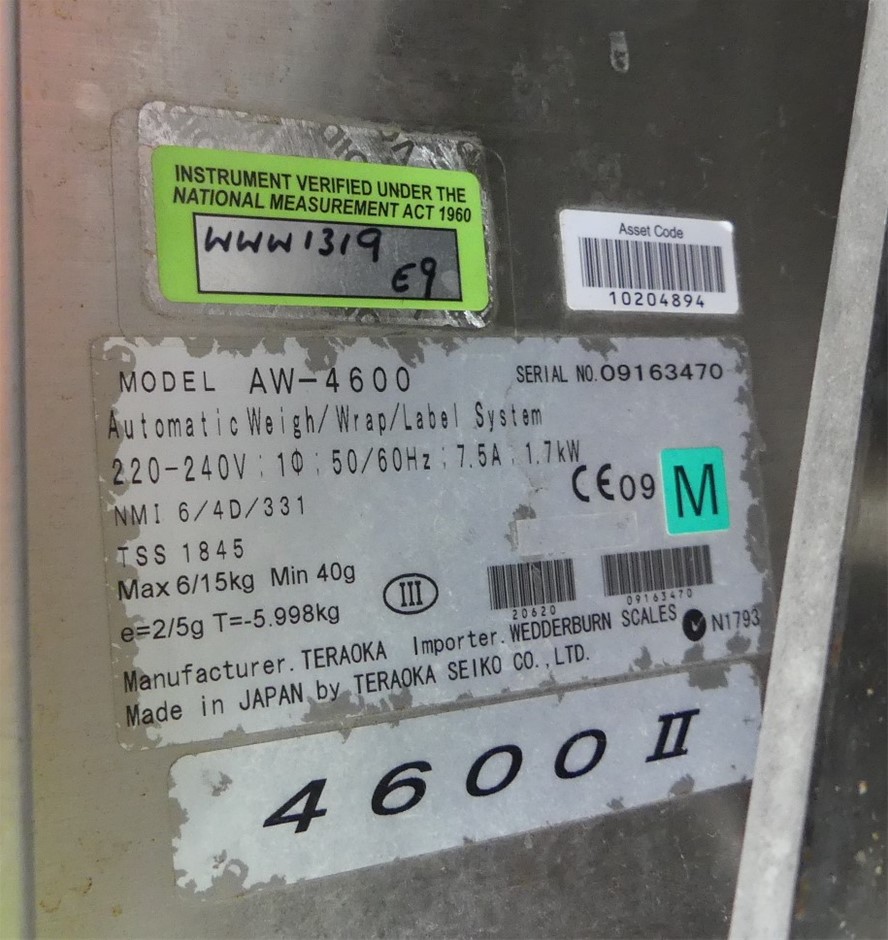 INSTRUMENT VERIFIED UNDER THE
NATIONAL MEASUREMENT ACT 1960
WWW1319
E9
Asset Code
10204894
MODEL AW-4600
SERIAL NO.09163470
Automatic Weigh/Wrap/Label System
220-240V ; 1Φ ; 50/60Hz ; 7.5A ; 1.7kW
CE09 M
NMI 6/4D/331
TSS 1845
Max 6/15kg Min 40g
e=2/5g T=-5.998kg
III
20620
09163470
Manufacturer. TERAOKA Importer. WEDDERBURN SCALES N1793
Made in JAPAN by TERAOKA SEIKO CO.,LTD.
4600 II